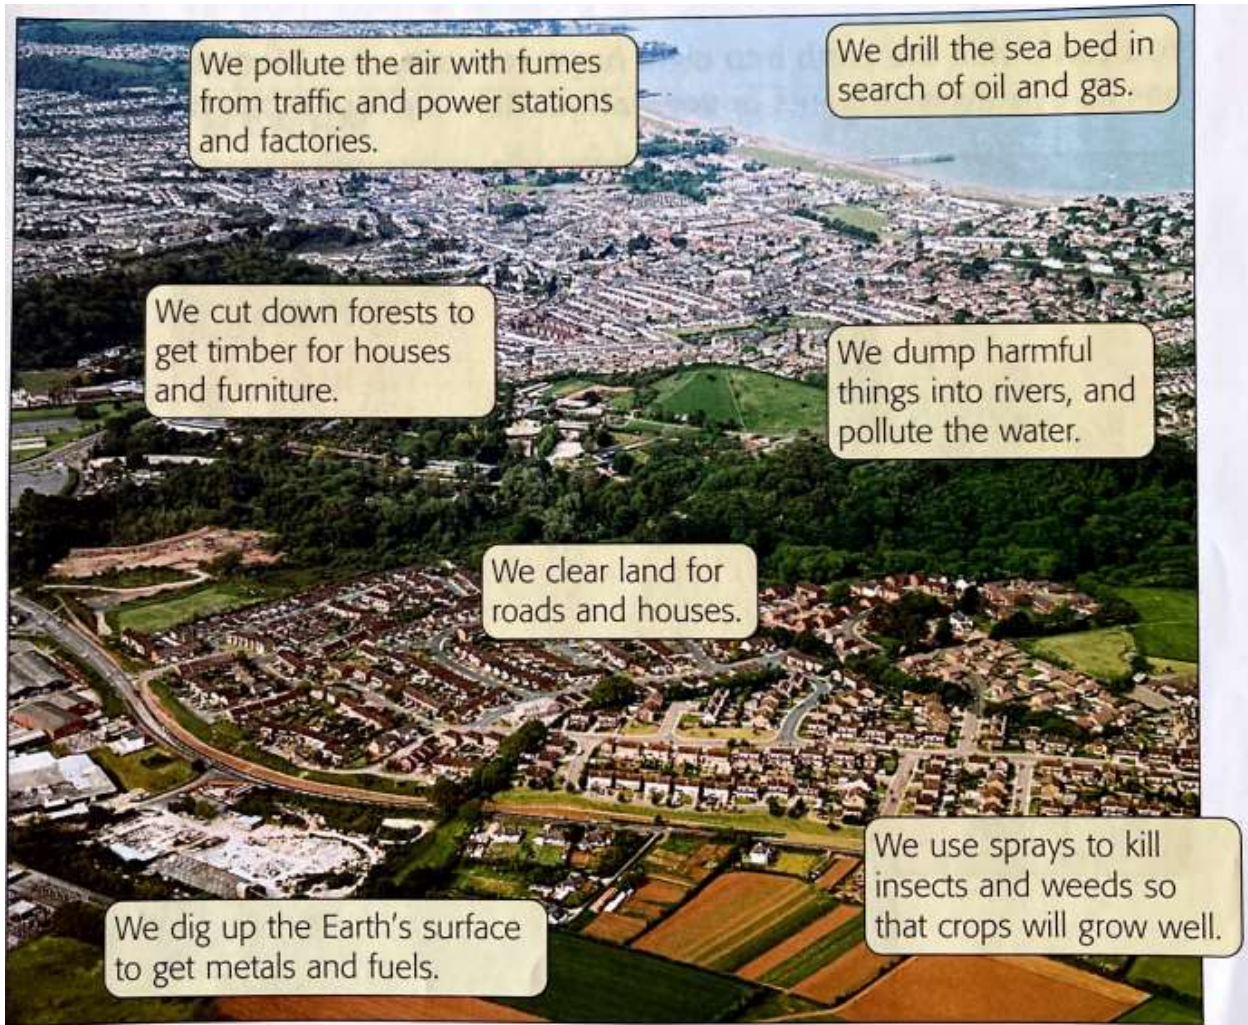 We pollute the air with fumes
from traffic and power stations
and factories.
We drill the sea bed in
search of oil and gas.
We cut down forests to
get timber for houses
and furniture.
We dump harmful
things into rivers, and
pollute the water.
We clear land for
roads and houses.
We use sprays to kill
insects and weeds so
that crops will grow well.
We dig up the Earth's surface
to get metals and fuels.